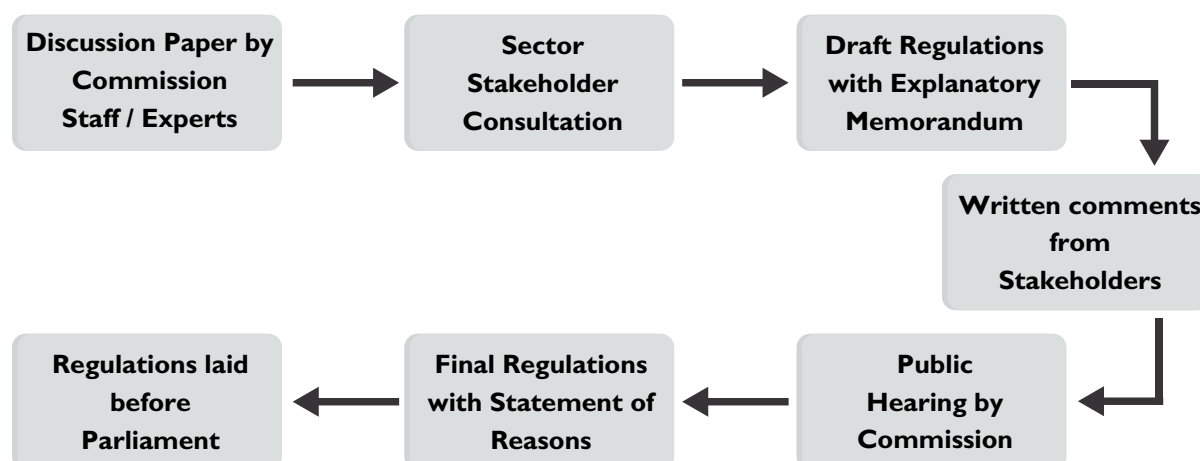 Discussion Paper by
Commission
Staff / Experts
Sector
Stakeholder
Consultation
Draft Regulations
with Explanatory
Memorandum
Written comments
from
Stakeholders
Public
Hearing by
Commission
Final Regulations
with Statement of
Reasons
Regulations laid
before
Parliament